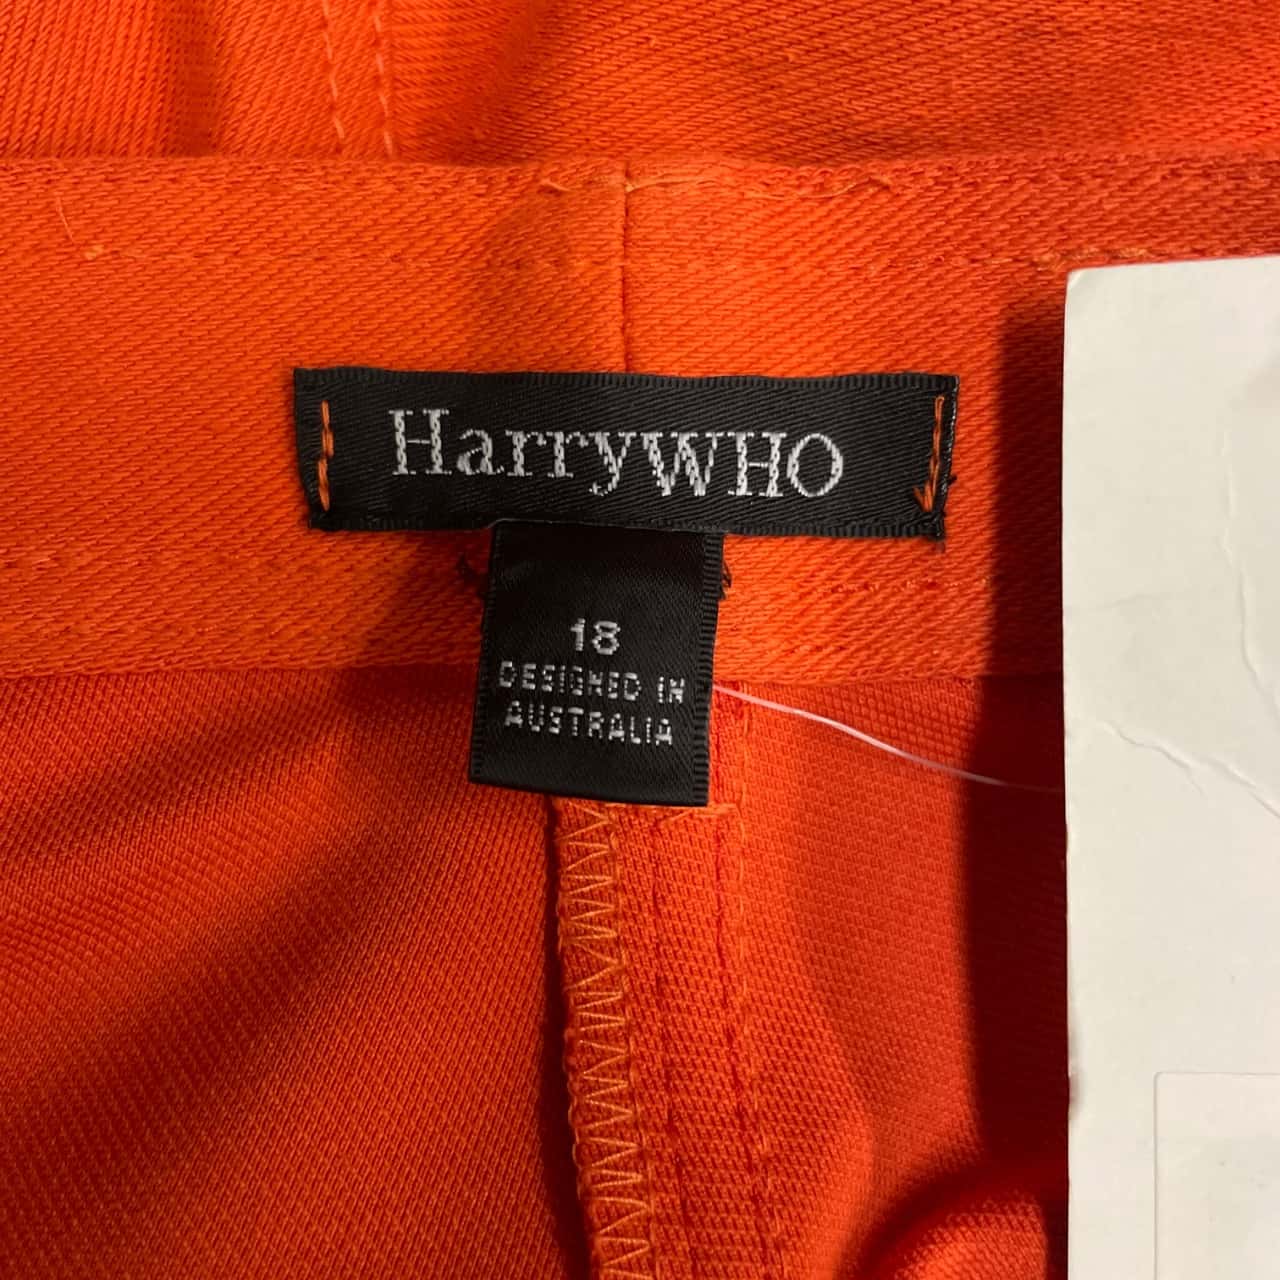 HarryWHO
18
DESIGNED IN
AUSTRALIA